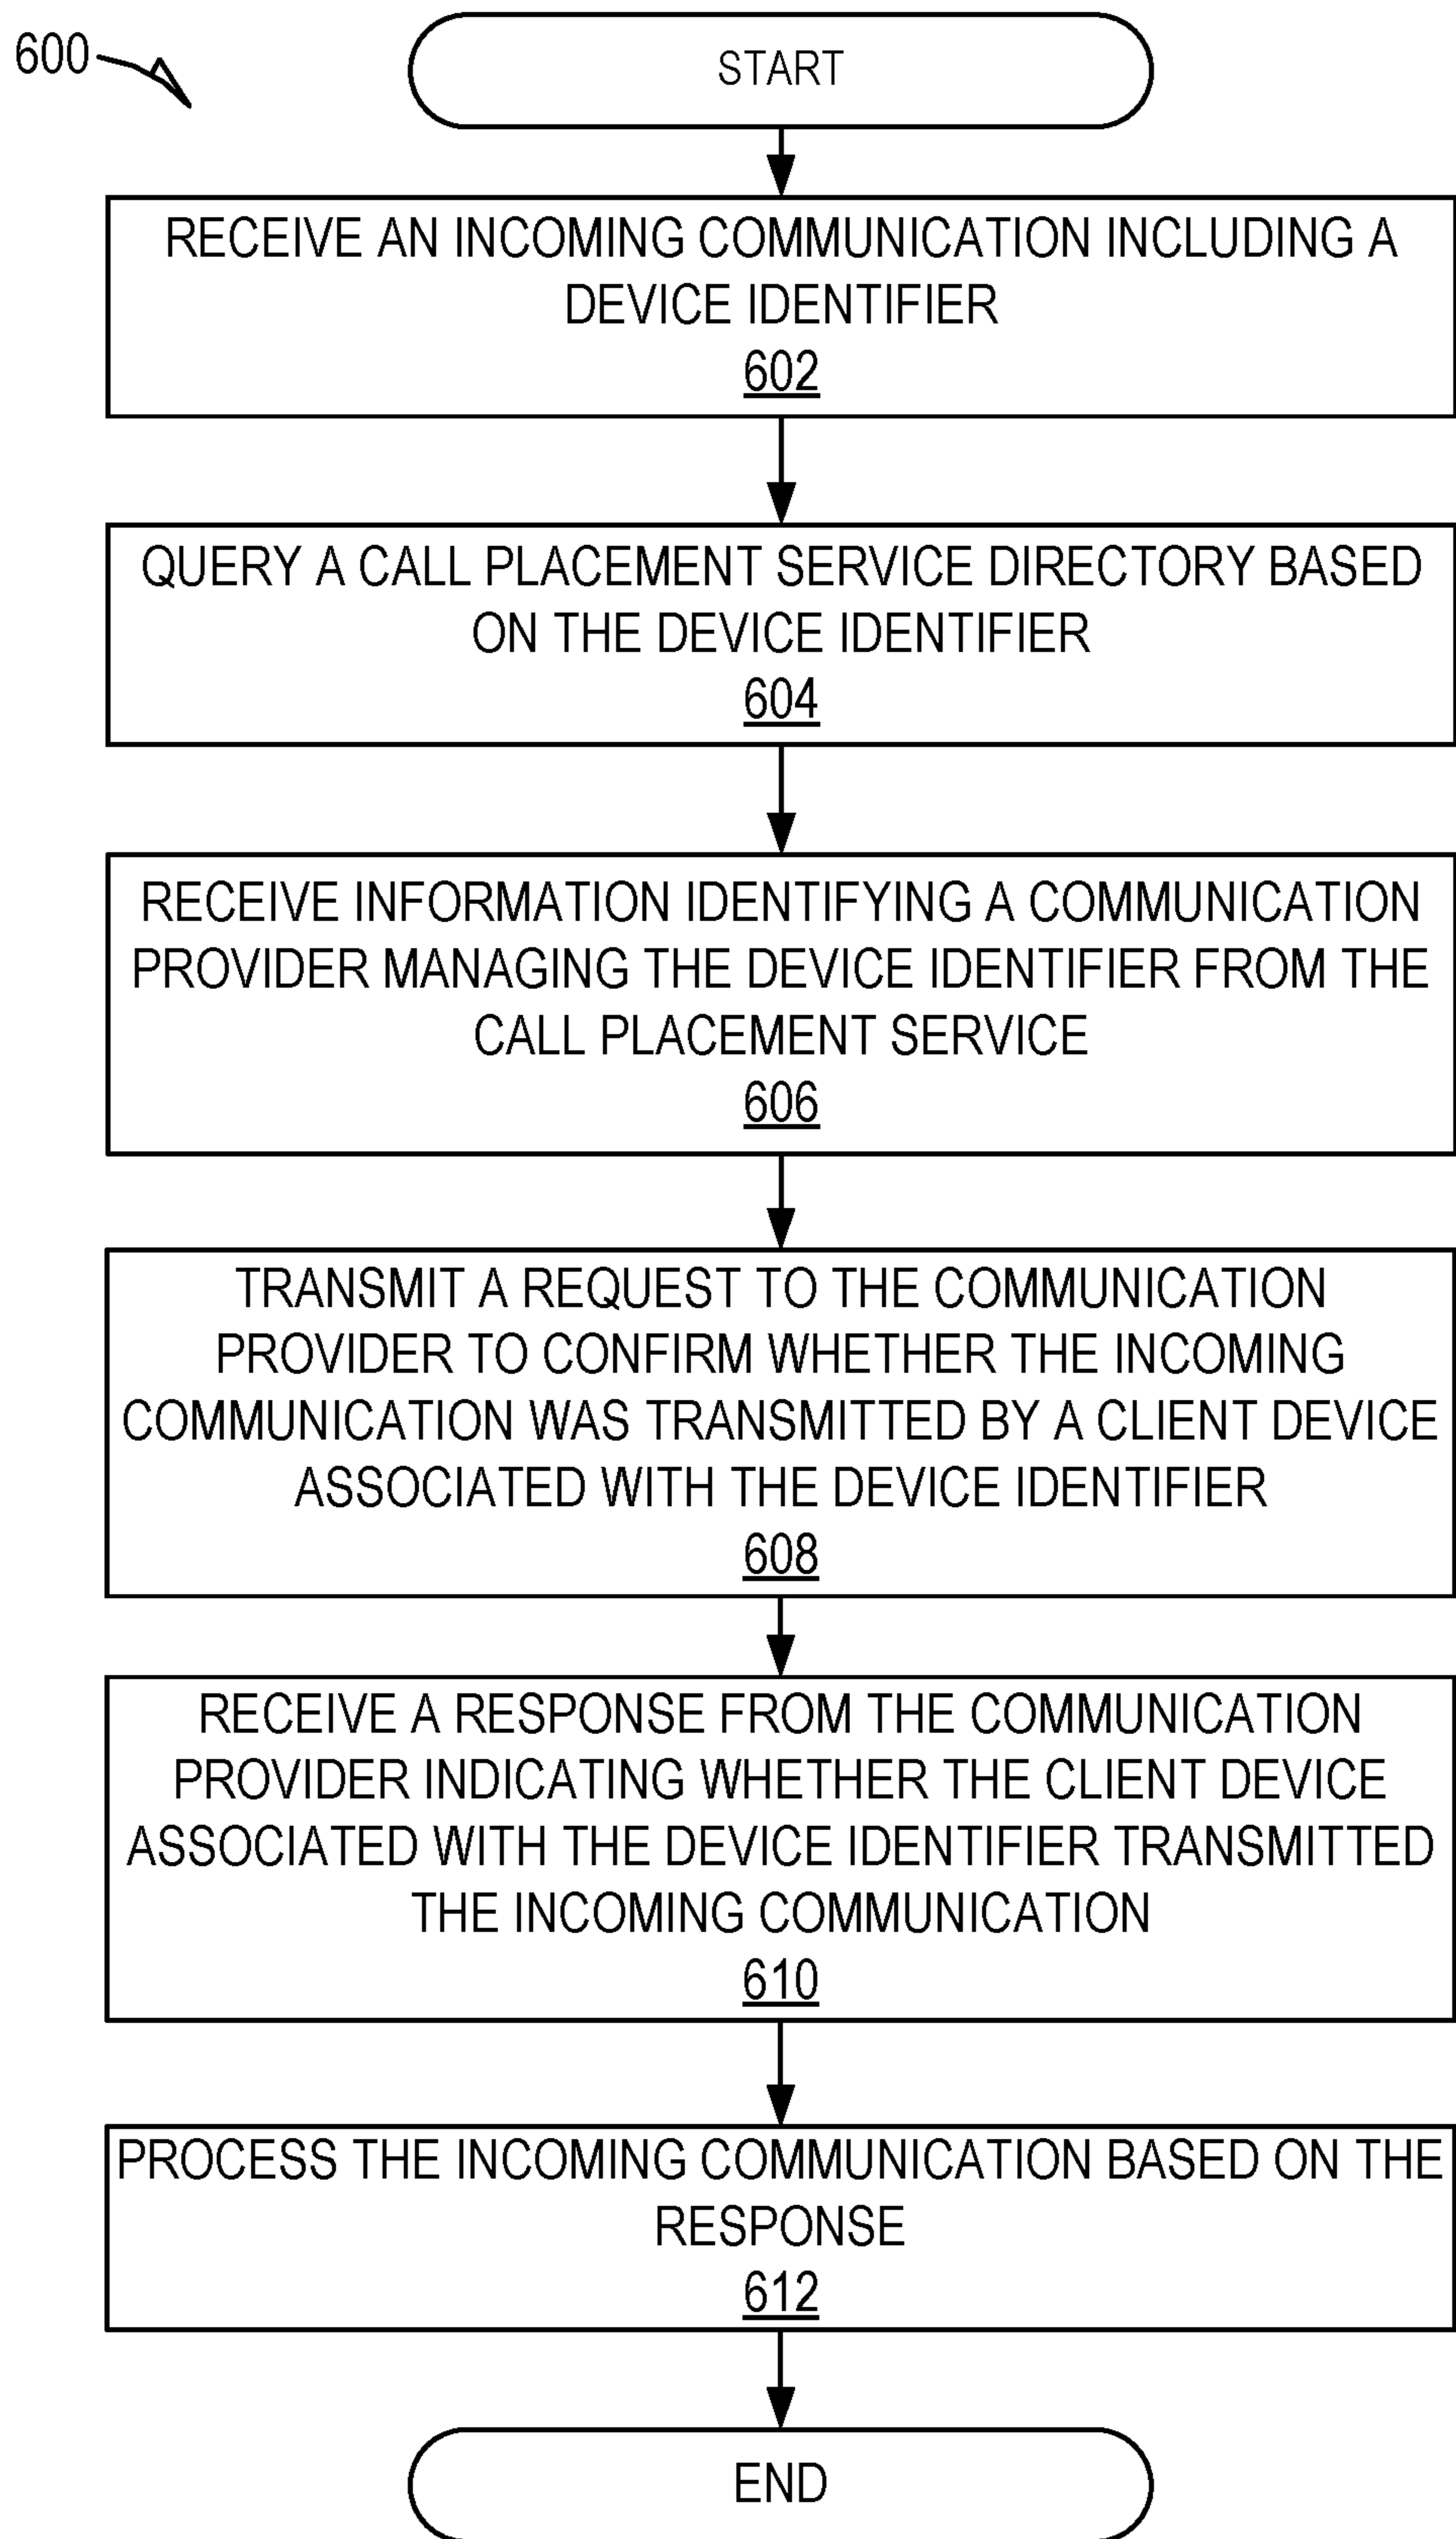 600
START
RECEIVE AN INCOMING COMMUNICATION INCLUDING A
DEVICE IDENTIFIER
602
QUERY A CALL PLACEMENT SERVICE DIRECTORY BASED
ON THE DEVICE IDENTIFIER
604
RECEIVE INFORMATION IDENTIFYING A COMMUNICATION
PROVIDER MANAGING THE DEVICE IDENTIFIER FROM THE
CALL PLACEMENT SERVICE
606
TRANSMIT A REQUEST TO THE COMMUNICATION
PROVIDER TO CONFIRM WHETHER THE INCOMING
COMMUNICATION WAS TRANSMITTED BY A CLIENT DEVICE
ASSOCIATED WITH THE DEVICE IDENTIFIER
608
RECEIVE A RESPONSE FROM THE COMMUNICATION
PROVIDER INDICATING WHETHER THE CLIENT DEVICE
ASSOCIATED WITH THE DEVICE IDENTIFIER TRANSMITTED
THE INCOMING COMMUNICATION
610
PROCESS THE INCOMING COMMUNICATION BASED ON THE
RESPONSE
612
END